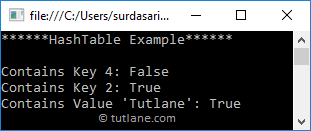 file:///C:/Users/surdasari...
******HashTable Example******
Contains Key 4: False
Contains Key 2: True
Contains Value 'Tutlane': True
© tutlane.com